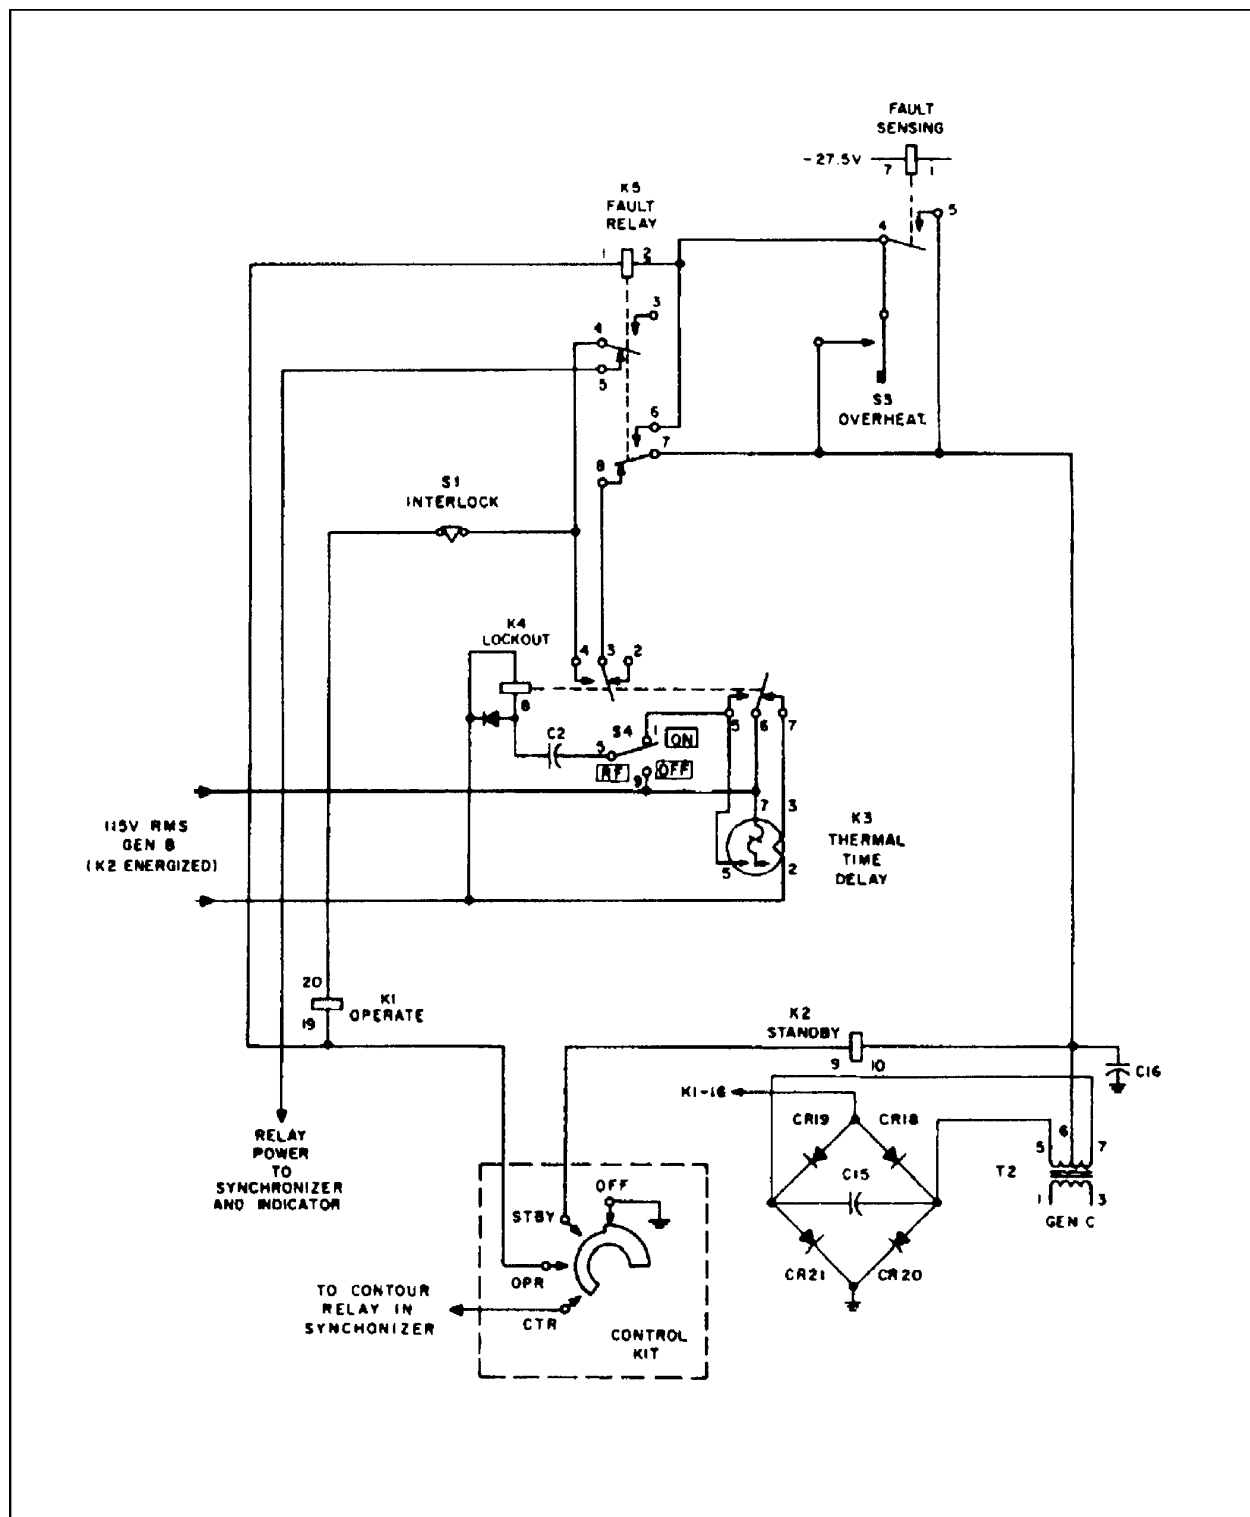 FAULT
SENSING
-27.5V
7
1
K5
FAULT
RELAY
1
2
5
4
3
4
5
S3
OVERHEAT
6
7
8
S1
INTERLOCK
K4
LOCKOUT
4
3
2
8
C2
5
S4
1
ON
RF
OFF
9
5
6
7
115V RMS
GEN B
(K2 ENERGIZED)
7
3
5
2
K3
THERMAL
TIME
DELAY
20
19
K1
OPERATE
K2
STANDBY
9
10
C16
K1-16
CR19
CR18
C15
CR21
CR20
5
6
7
T2
1
3
GEN C
RELAY
POWER
TO
SYNCHRONIZER
AND INDICATOR
OFF
STBY
OPR
CTR
TO CONTOUR
RELAY IN
SYNCHONIZER
CONTROL
KIT